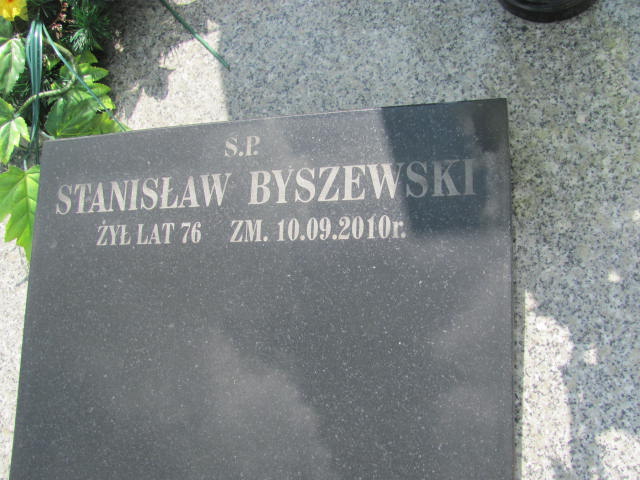 Ś.P.
STANISŁAW BYSZEWSKI
ŻYŁ LAT 76 ZM. 10.09.2010r.